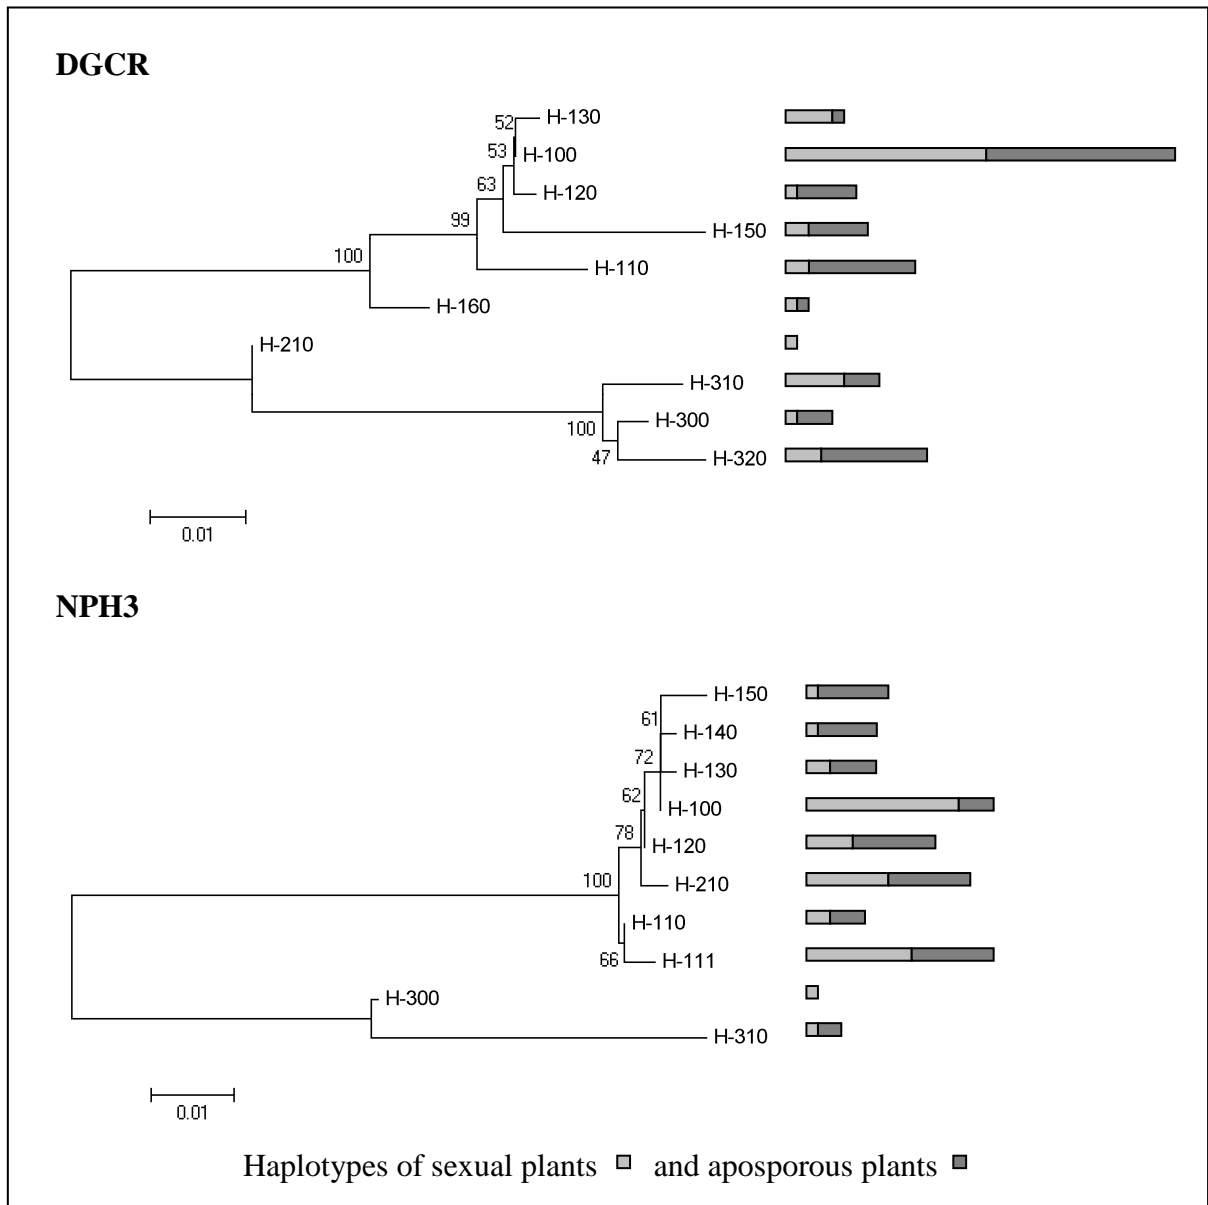 DGCR
52
H-130
53
H-100
63
H-120
99
H-150
100
H-110
H-160
H-210
H-310
100
H-300
47
H-320
0.01
NPH3
H-150
61
H-140
72
H-130
62
H-100
78
H-120
100
H-210
H-110
66
H-111
H-300
H-310
0.01
Haplotypes of sexual plants and aposporous plants